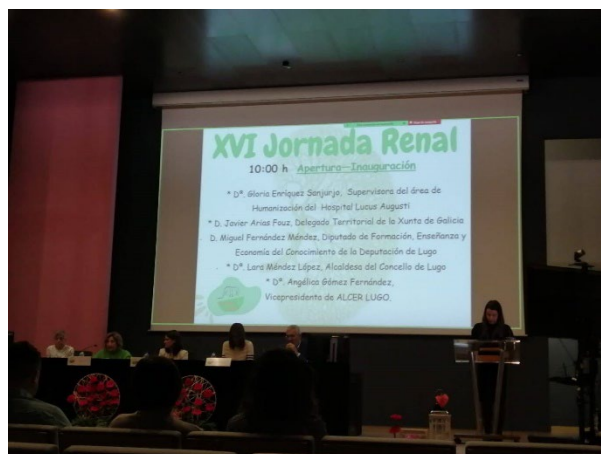 XVI Jornada Renal
10:00 h Apertura—Inauguración
* Dª. Gloria Enríquez Sanjurjo, Supervisora del área de
Humanización del Hospital Lucus Augusti
* D. Javier Arias Fouz, Delegado Territorial de la Xunta de Galicia
D. Miguel Fernández Méndez, Diputado de Formación, Enseñanza y
Economía del Conocimiento de la Deputación de Lugo
* Dª. Lara Méndez López, Alcaldesa del Concello de Lugo
* Dª. Angélica Gómez Fernández,
Vicepresidenta de ALCER LUGO.